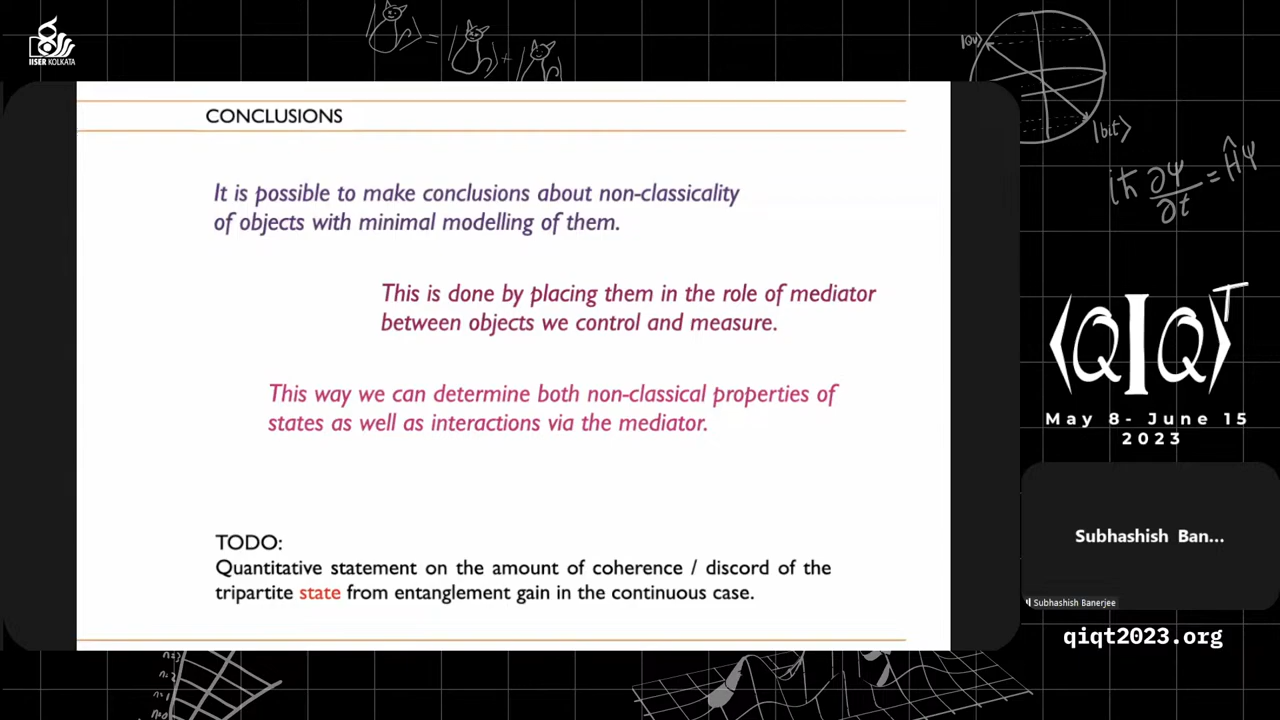 IISER KOLKATA
CONCLUSIONS
It is possible to make conclusions about non-classicality
of objects with minimal modelling of them.
This is done by placing them in the role of mediator
between objects we control and measure.
This way we can determine both non-classical properties of
states as well as interactions via the mediator.
TODO:
Quantitative statement on the amount of coherence / discord of the
tripartite state from entanglement gain in the continuous case.
|bit⟩
iħ ∂ψ/∂t = Ĥψ
⟨QIQ⟩T
May 8- June 15
2023
Subhashish Ban...
Subhashish Banerjee
qiqt2023.org
n=2
n=1
n=0